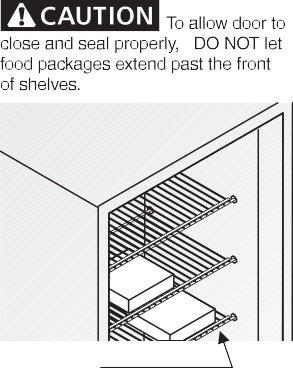 CAUTION To allow door to
close and seal properly, DO NOT let
food packages extend past the front
of shelves.